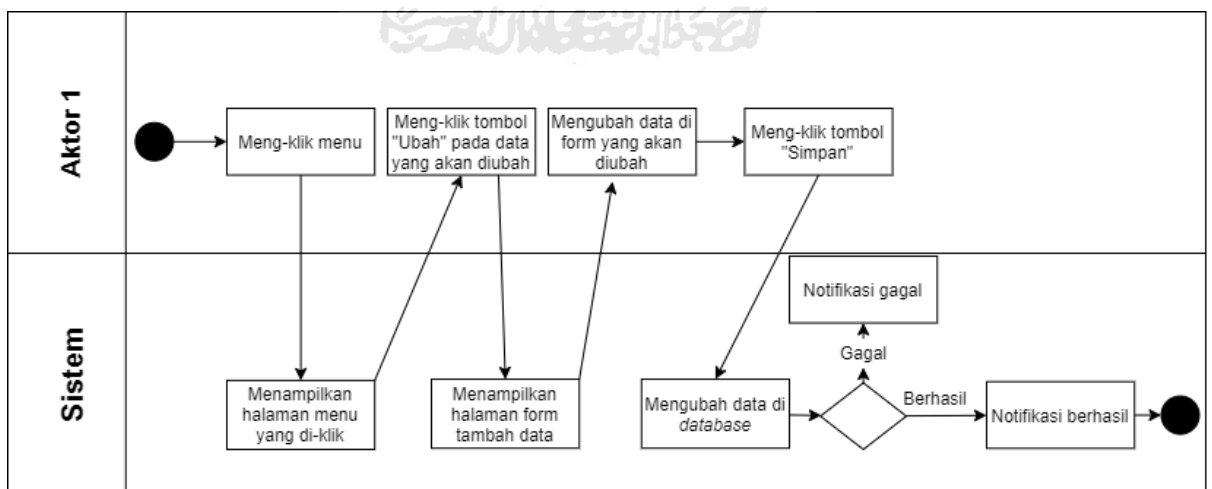 Aktor 1
Meng-klik menu
Meng-klik tombol
"Ubah" pada data
yang akan diubah
Mengubah data di
form yang akan
diubah
Meng-klik tombol
"Simpan"
Sistem
Menampilkan
halaman menu
yang di-klik
Menampilkan
halaman form
tambah data
Mengubah data di
database
Notifikasi gagal
Gagal
Berhasil
Notifikasi berhasil